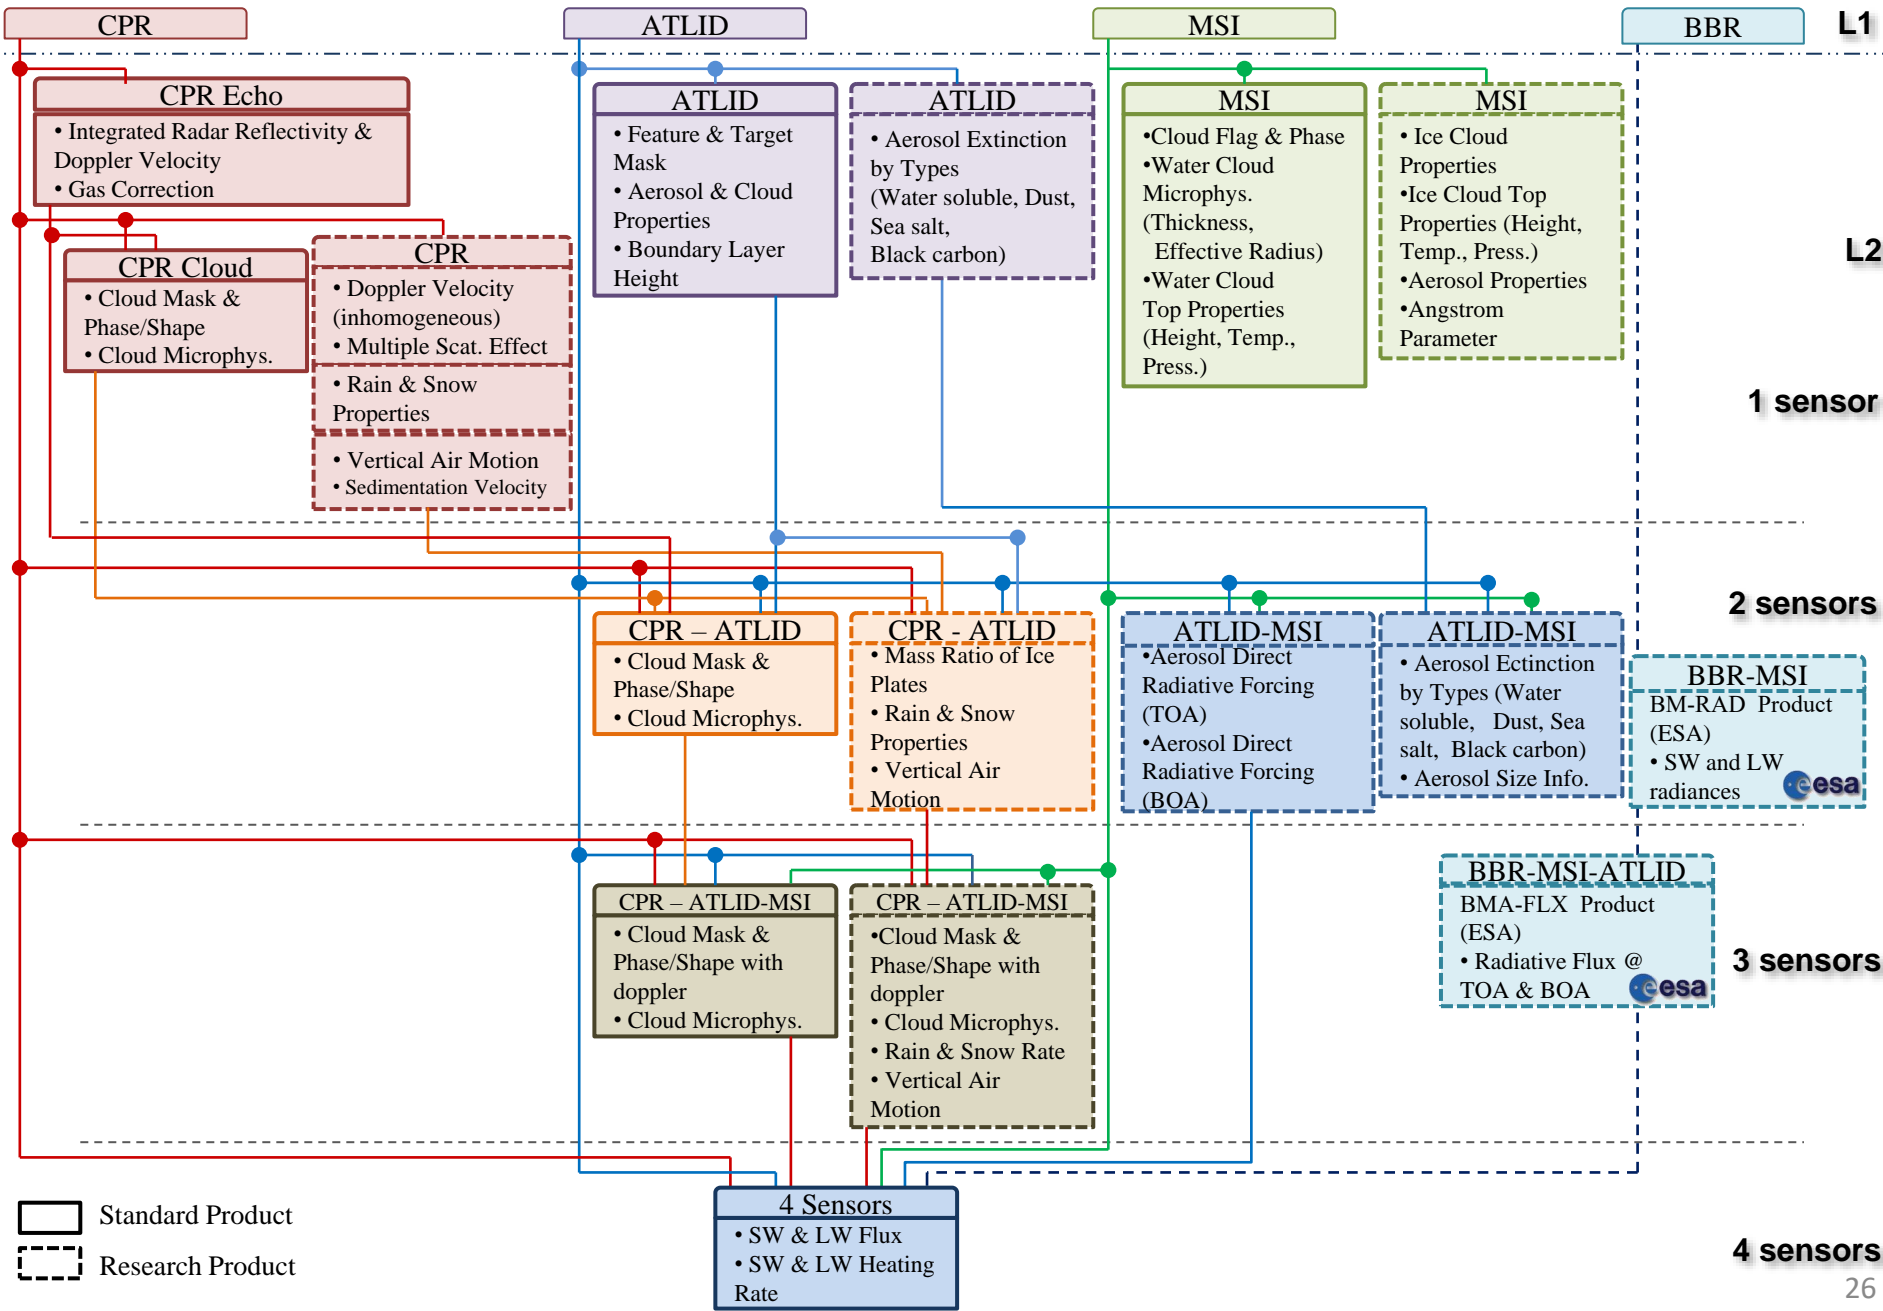 CPR
ATLID
MSI
BBR
L1
CPR Echo
• Integrated Radar Reflectivity &
Doppler Velocity
• Gas Correction
ATLID
• Feature & Target
Mask
• Aerosol & Cloud
Properties
• Boundary Layer
Height
ATLID
• Aerosol Extinction
by Types
(Water soluble, Dust,
Sea salt,
Black carbon)
MSI
•Cloud Flag & Phase
•Water Cloud
Microphys.
(Thickness,
Effective Radius)
•Water Cloud
Top Properties
(Height, Temp.,
Press.)
MSI
• Ice Cloud
Properties
•Ice Cloud Top
Properties (Height,
Temp., Press.)
•Aerosol Properties
•Angstrom
Parameter
L2
CPR Cloud
• Cloud Mask &
Phase/Shape
• Cloud Microphys.
CPR
• Doppler Velocity
(inhomogeneous)
• Multiple Scat. Effect
• Rain & Snow
Properties
• Vertical Air Motion
• Sedimentation Velocity
1 sensor
2 sensors
CPR – ATLID
• Cloud Mask &
Phase/Shape
• Cloud Microphys.
CPR - ATLID
• Mass Ratio of Ice
Plates
• Rain & Snow
Properties
• Vertical Air
Motion
ATLID-MSI
•Aerosol Direct
Radiative Forcing
(TOA)
•Aerosol Direct
Radiative Forcing
(BOA)
ATLID-MSI
• Aerosol Ectinction
by Types (Water
soluble, Dust, Sea
salt, Black carbon)
• Aerosol Size Info.
BBR-MSI
BM-RAD Product
(ESA)
• SW and LW
radiances
esa
CPR – ATLID-MSI
• Cloud Mask &
Phase/Shape with
doppler
• Cloud Microphys.
CPR – ATLID-MSI
•Cloud Mask &
Phase/Shape with
doppler
• Cloud Microphys.
• Rain & Snow Rate
• Vertical Air
Motion
BBR-MSI-ATLID
BMA-FLX Product
(ESA)
• Radiative Flux @
TOA & BOA
esa
3 sensors
4 Sensors
• SW & LW Flux
• SW & LW Heating
Rate
Standard Product
Research Product
4 sensors
26